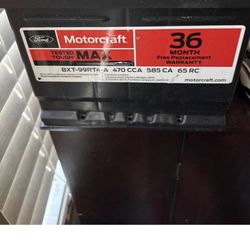 Ford
Motorcraft
TESTED TOUGH MAX
36
MONTH
Free Replacement
WARRANTY
BXT-99RT4-A 470 CCA 585 CA 65 RC
motorcraft.com